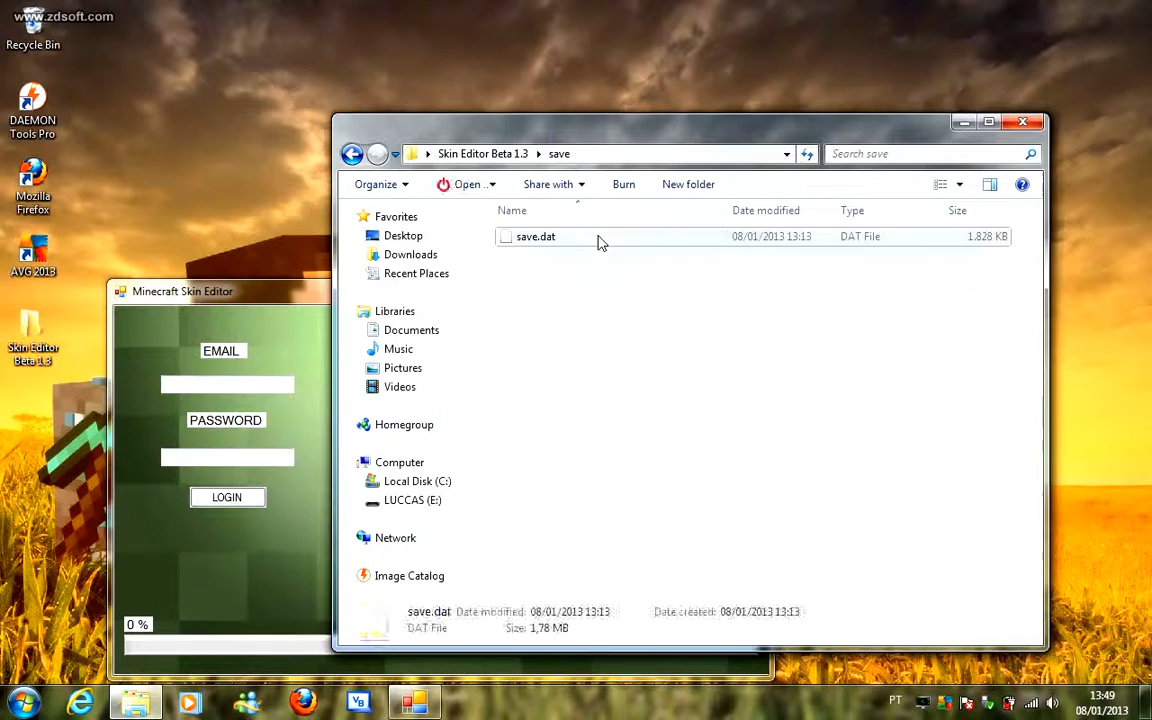 www.zdsoft.com
Recycle Bin
DAEMON
Tools Pro
Mozilla
Firefox
AVG 2013
Skin Editor
Beta 1.3
Skin Editor Beta 1.3
save
Search save
Organize
Open ...
Share with
Burn
New folder
Name
Date modified
Type
Size
save.dat
08/01/2013 13:13
DAT File
1.828 KB
Favorites
Desktop
Downloads
Recent Places
Libraries
Documents
Music
Pictures
Videos
Homegroup
Computer
Local Disk (C:)
LUCCAS (E:)
Network
Image Catalog
save.dat Date modified: 08/01/2013 13:13
Date created: 08/01/2013 13:13
DAT File
Size: 1,78 MB
Minecraft Skin Editor
EMAIL
PASSWORD
LOGIN
0 %
VB
PT
13:49
08/01/2013